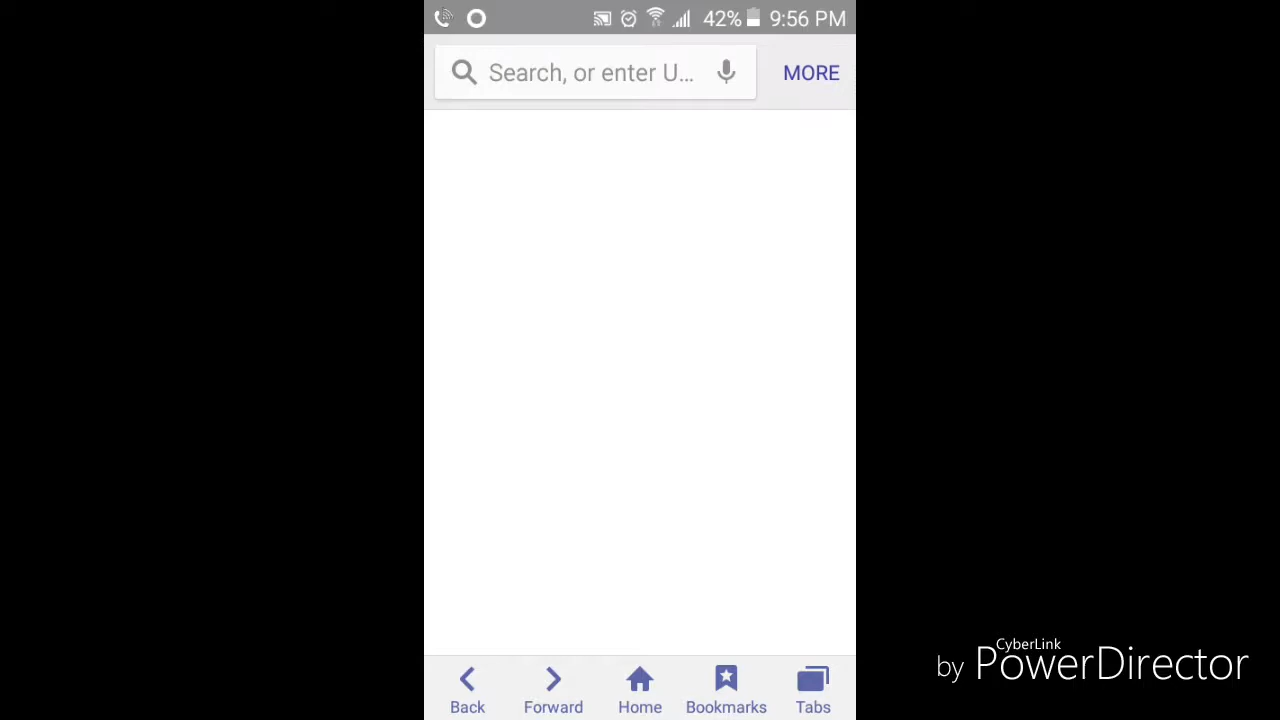 42% 9:56 PM
Search, or enter U... MORE
Back Forward Home Bookmarks Tabs
CyberLink
by PowerDirector